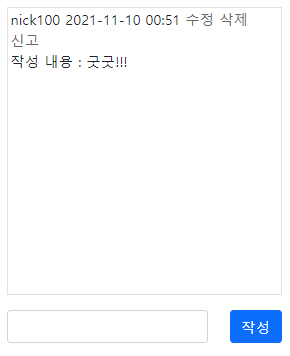 nick100 2021-11-10 00:51 수정 삭제
신고
작성 내용 : 굿굿!!!
작성